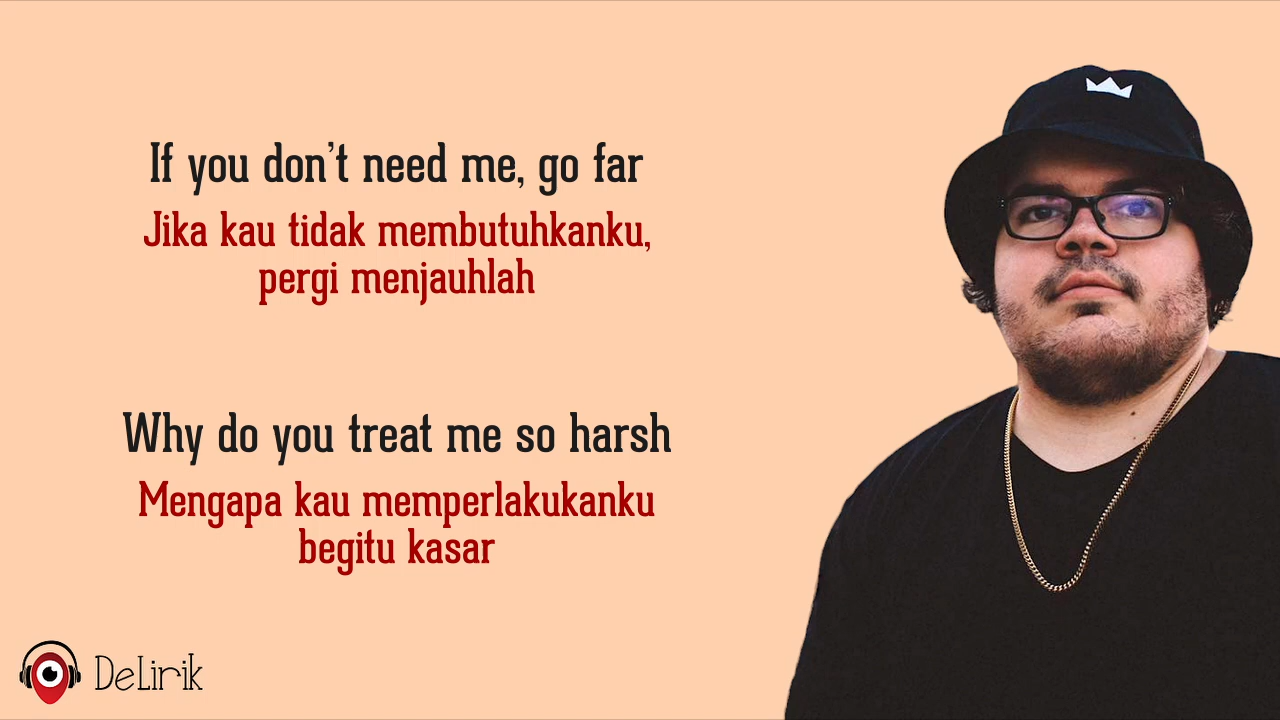 If you don't need me, go far
Jika kau tidak membutuhkanku,
pergi menjauhlah
Why do you treat me so harsh
Mengapa kau memperlakukanku
begitu kasar
DeLirik